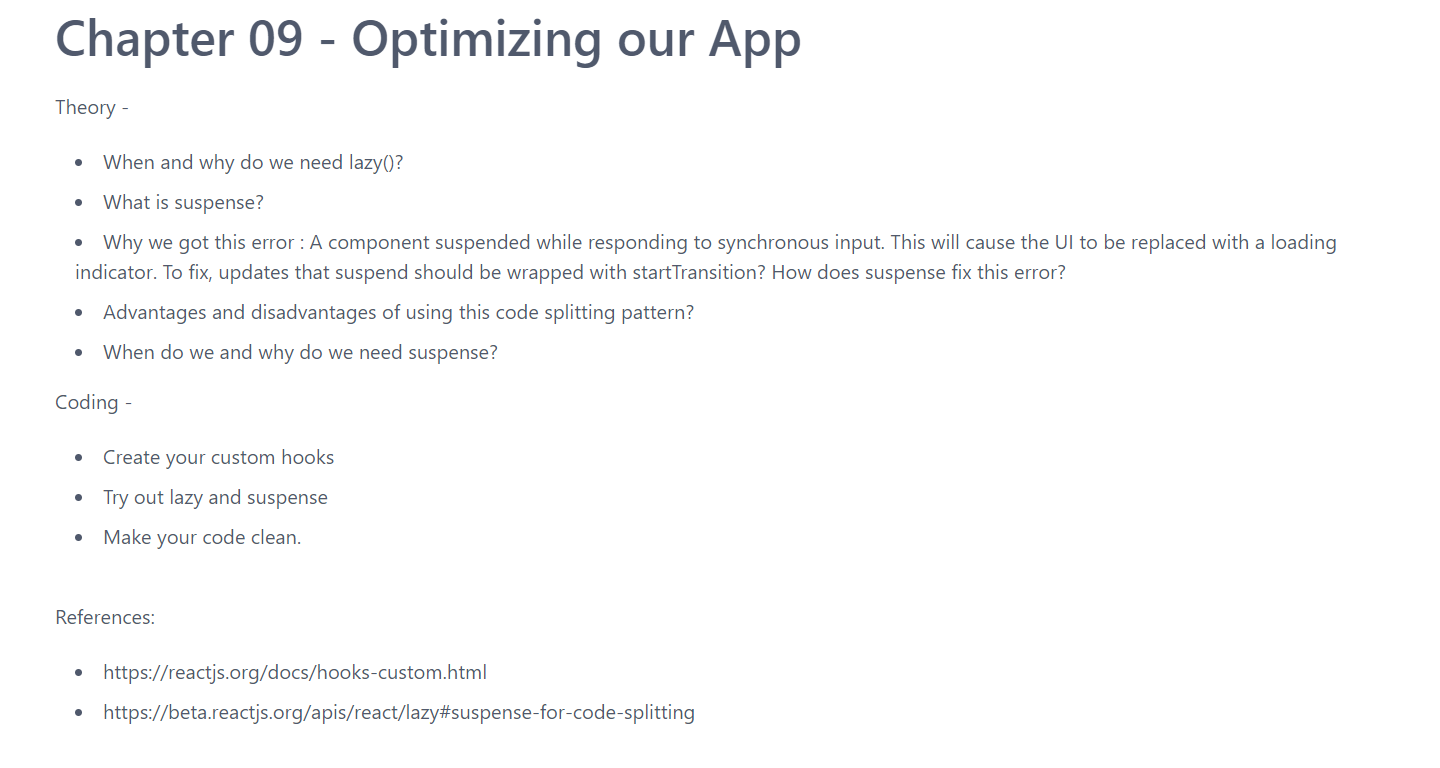 Chapter 09 - Optimizing our App
Theory -
• When and why do we need lazy()?
• What is suspense?
• Why we got this error : A component suspended while responding to synchronous input. This will cause the UI to be replaced with a loading
indicator. To fix, updates that suspend should be wrapped with startTransition? How does suspense fix this error?
• Advantages and disadvantages of using this code splitting pattern?
• When do we and why do we need suspense?
Coding -
• Create your custom hooks
• Try out lazy and suspense
• Make your code clean.
References:
• https://reactjs.org/docs/hooks-custom.html
• https://beta.reactjs.org/apis/react/lazy#suspense-for-code-splitting